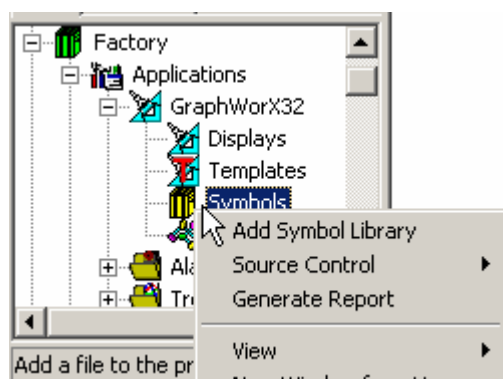 Factory
Applications
GraphWorX32
Displays
Templates
Symbols
Add Symbol Library
Source Control
Generate Report
View
Add a file to the pr